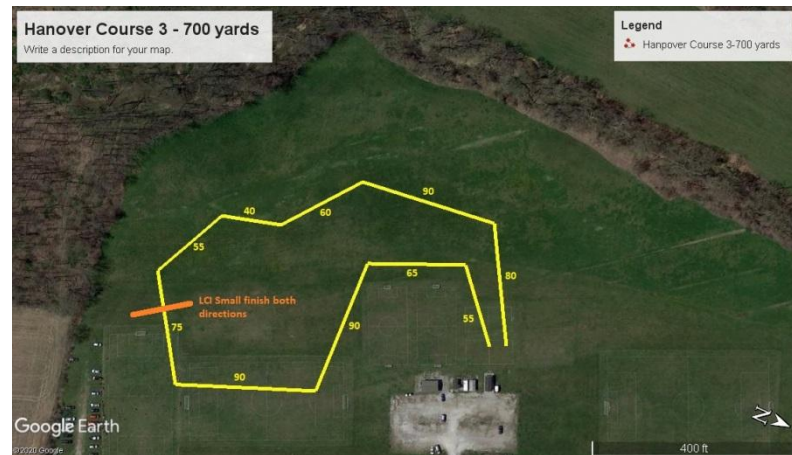 Hanover Course 3 - 700 yards
Write a description for your map.
Legend
Hanpover Course 3-700 yards
90
40
60
55
80
65
LCI Small finish both
directions
55
75
90
90
N
Google Earth
©2020 Google
400 ft